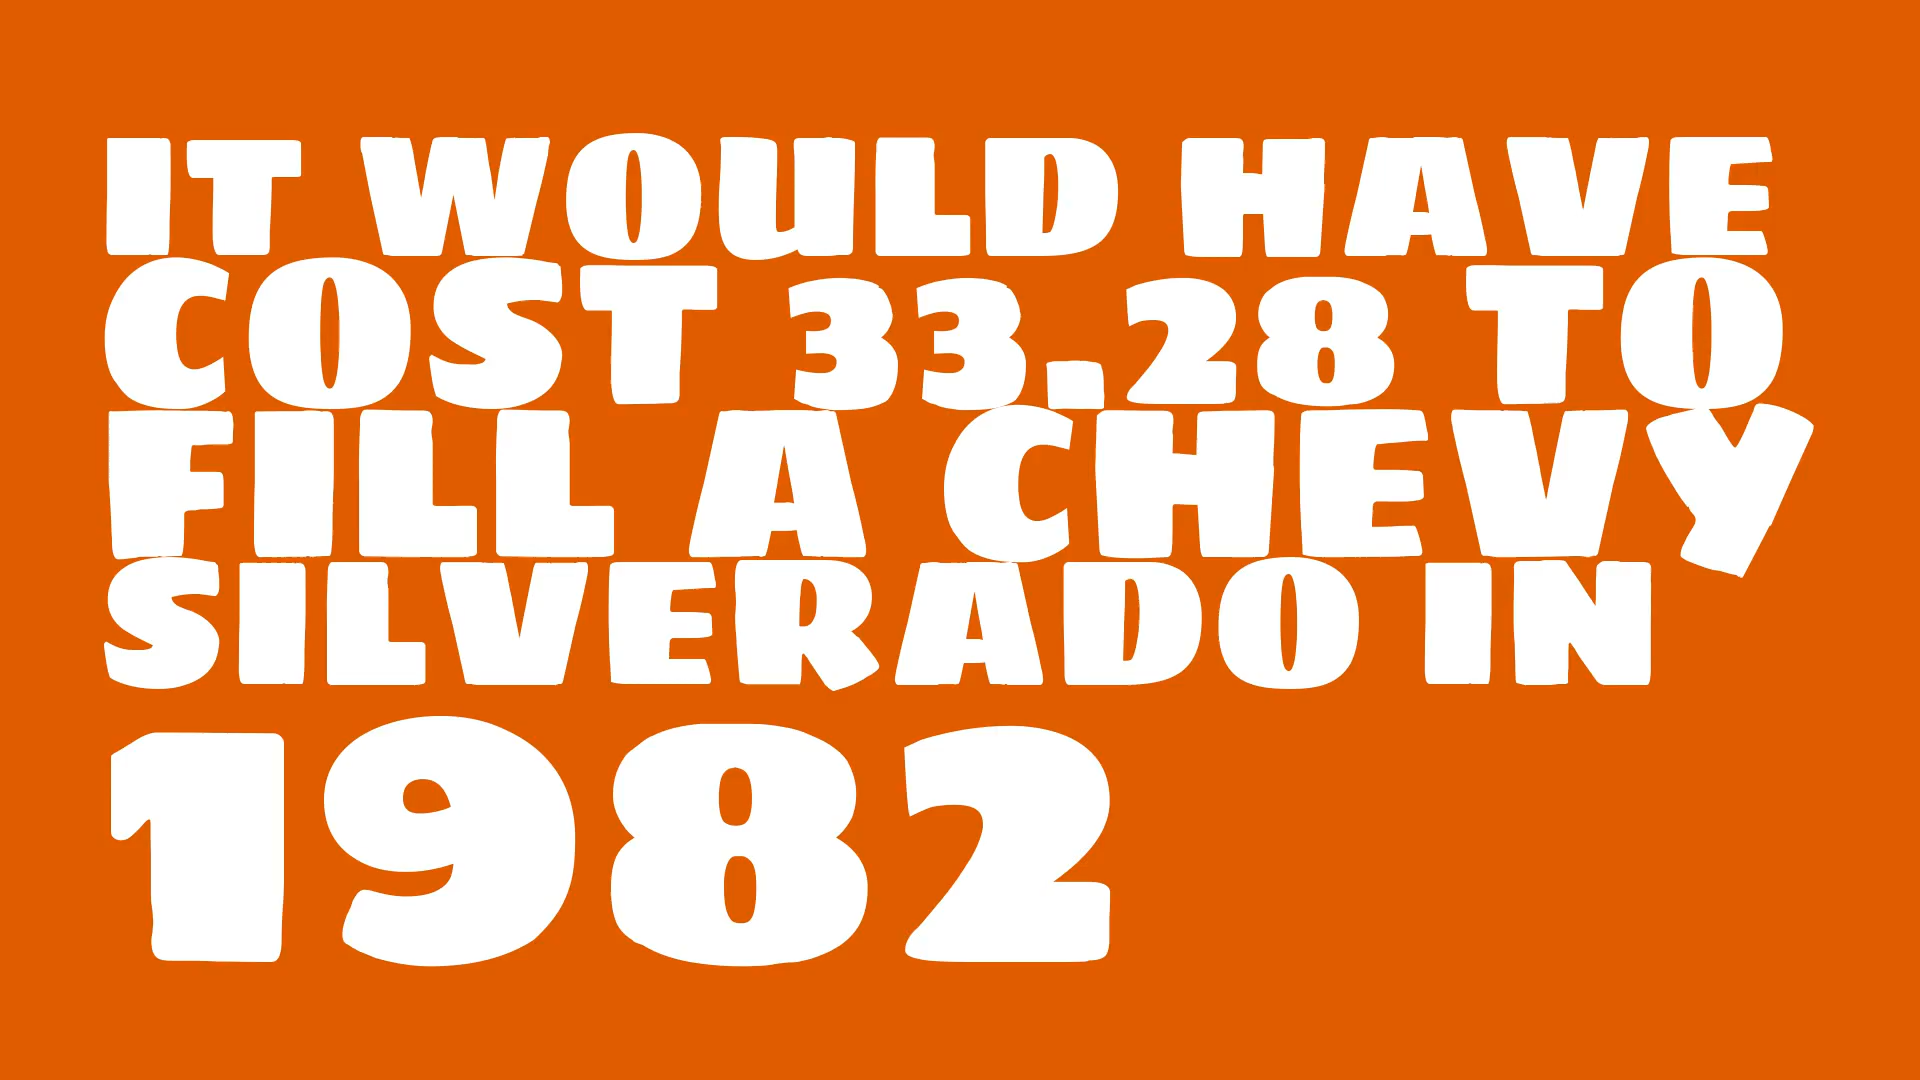 IT WOULD HAVE
COST 33.28 TO
FILL A CHEVY
SILVERADO IN
1982